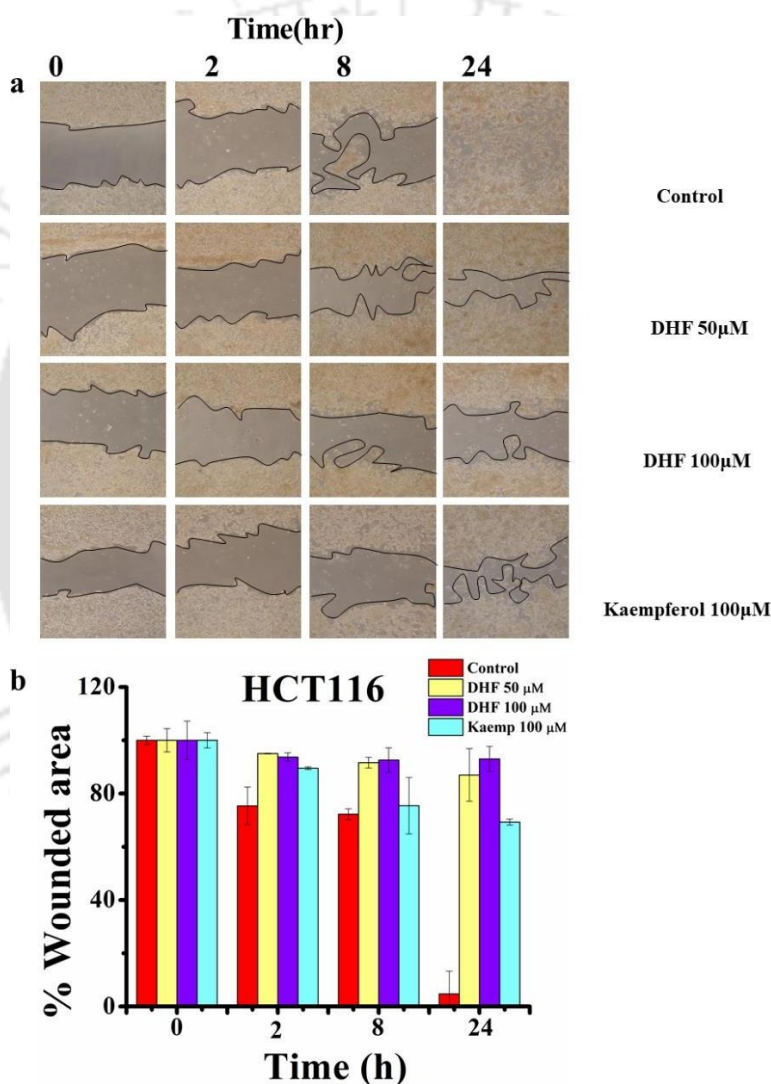 Time(hr)
0 2 8 24
a
Control
DHF 50µM
DHF 100µM
Kaempferol 100µM
b
HCT116
Control
DHF 50 µM
DHF 100 µM
Kaemp 100 µM
% Wounded area
120
80
40
0
0 2 8 24
Time (h)